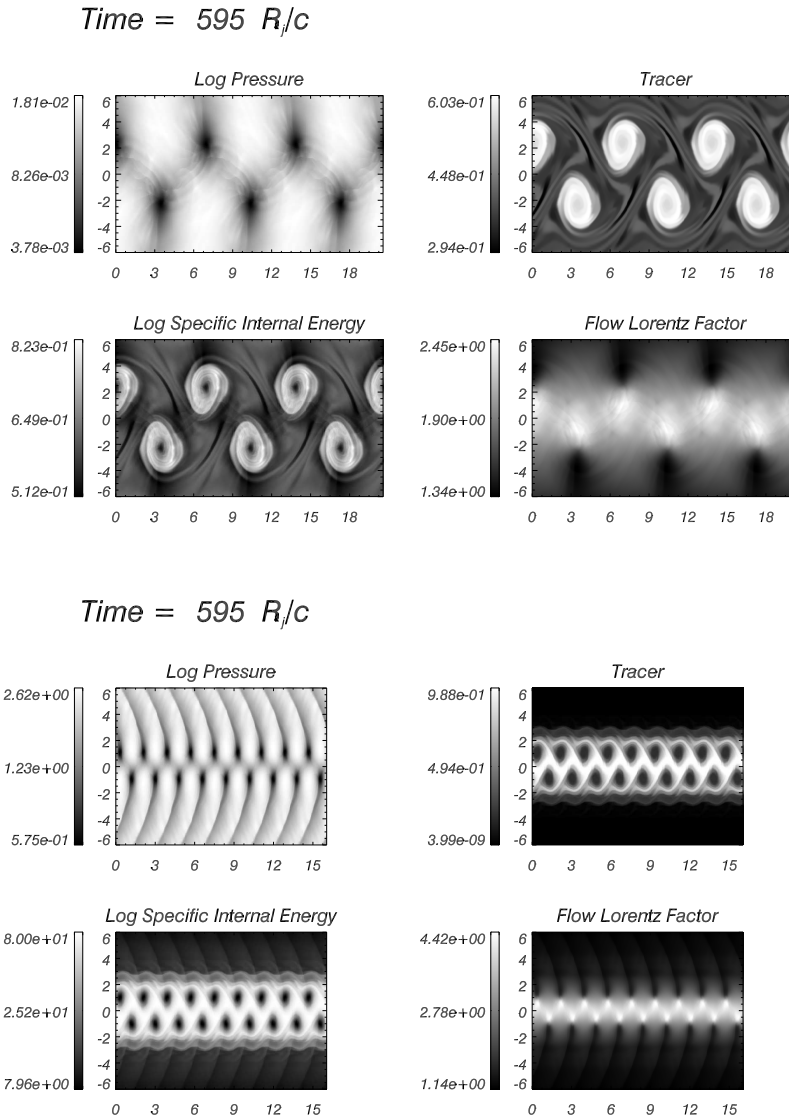 Time = 595 Rj/c
Log Pressure
1.81e-02
8.26e-03
3.78e-03
6
4
2
0
-2
-4
-6
0 3 6 9 12 15 18
Tracer
6.03e-01
4.48e-01
2.94e-01
6
4
2
0
-2
-4
-6
0 3 6 9 12 15 18
Log Specific Internal Energy
8.23e-01
6.49e-01
5.12e-01
6
4
2
0
-2
-4
-6
0 3 6 9 12 15 18
Flow Lorentz Factor
2.45e+00
1.90e+00
1.34e+00
6
4
2
0
-2
-4
-6
0 3 6 9 12 15 18
Time = 595 Rj/c
Log Pressure
2.62e+00
1.23e+00
5.75e-01
6
4
2
0
-2
-4
-6
0 3 6 9 12 15
Tracer
9.88e-01
4.94e-01
3.99e-09
6
4
2
0
-2
-4
-6
0 3 6 9 12 15
Log Specific Internal Energy
8.00e+01
2.52e+01
7.96e+00
6
4
2
0
-2
-4
-6
0 3 6 9 12 15
Flow Lorentz Factor
4.42e+00
2.78e+00
1.14e+00
6
4
2
0
-2
-4
-6
0 3 6 9 12 15